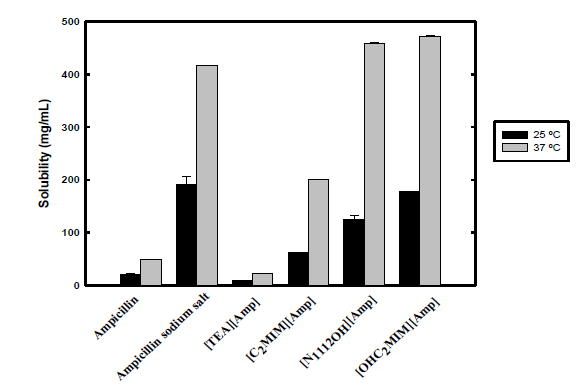 500
400
300
200
100
0
Solubility (mg/mL)
25 ºC
37 ºC
Ampicillin
Ampicillin sodium salt
[TEA][Amp]
[C2MIM][Amp]
[N1112OH][Amp]
[OHC2MIM][Amp]